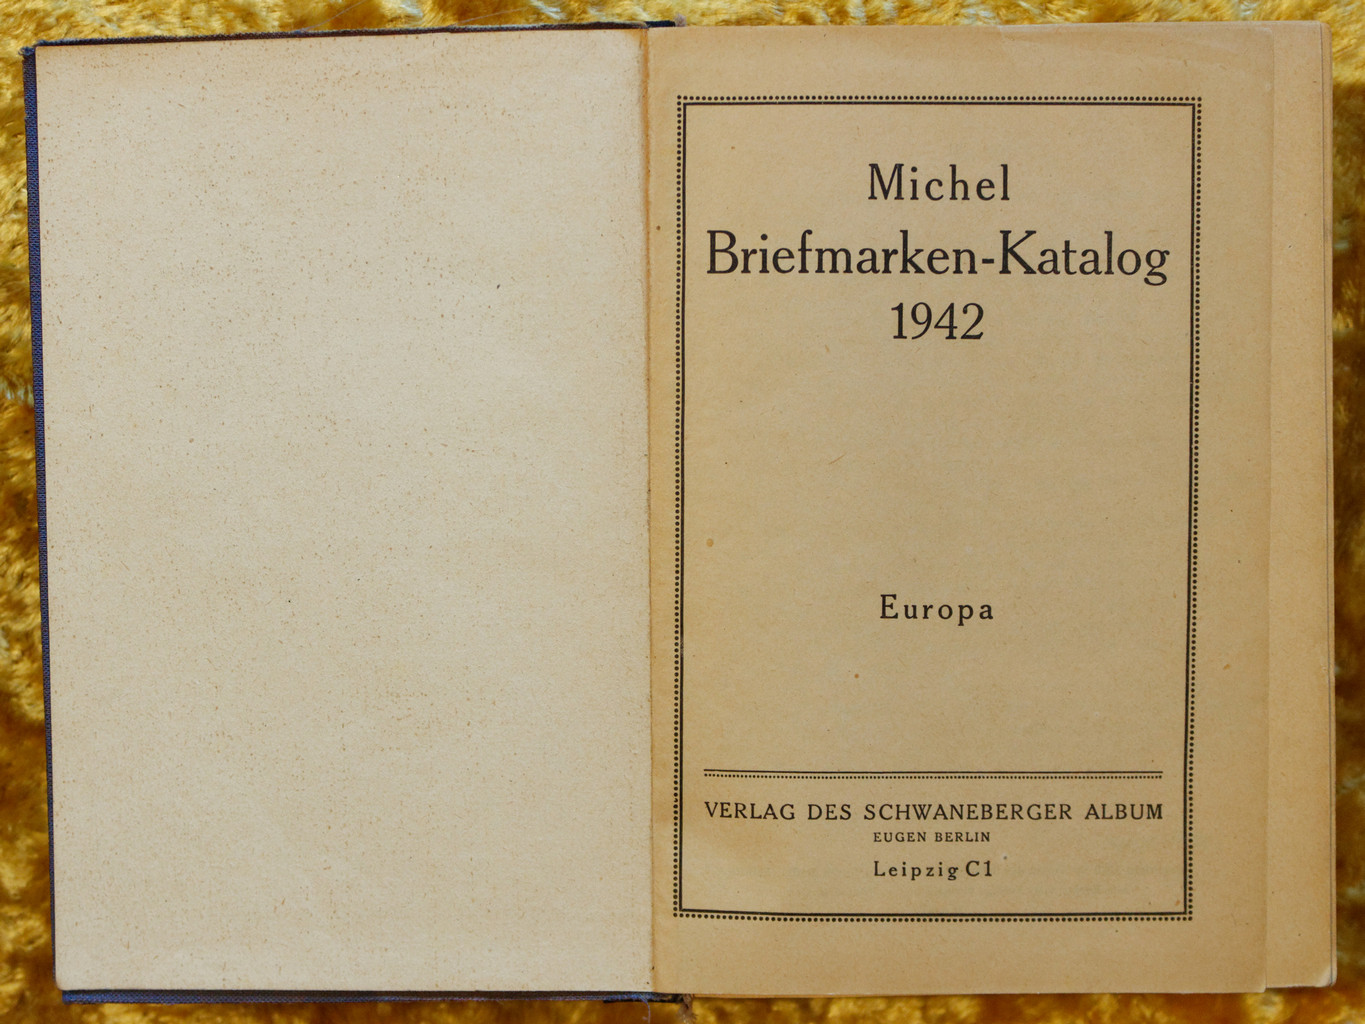 Michel
Briefmarken-Katalog
1942
Europa
VERLAG DES SCHWANEBERGER ALBUM
EUGEN BERLIN
Leipzig C1